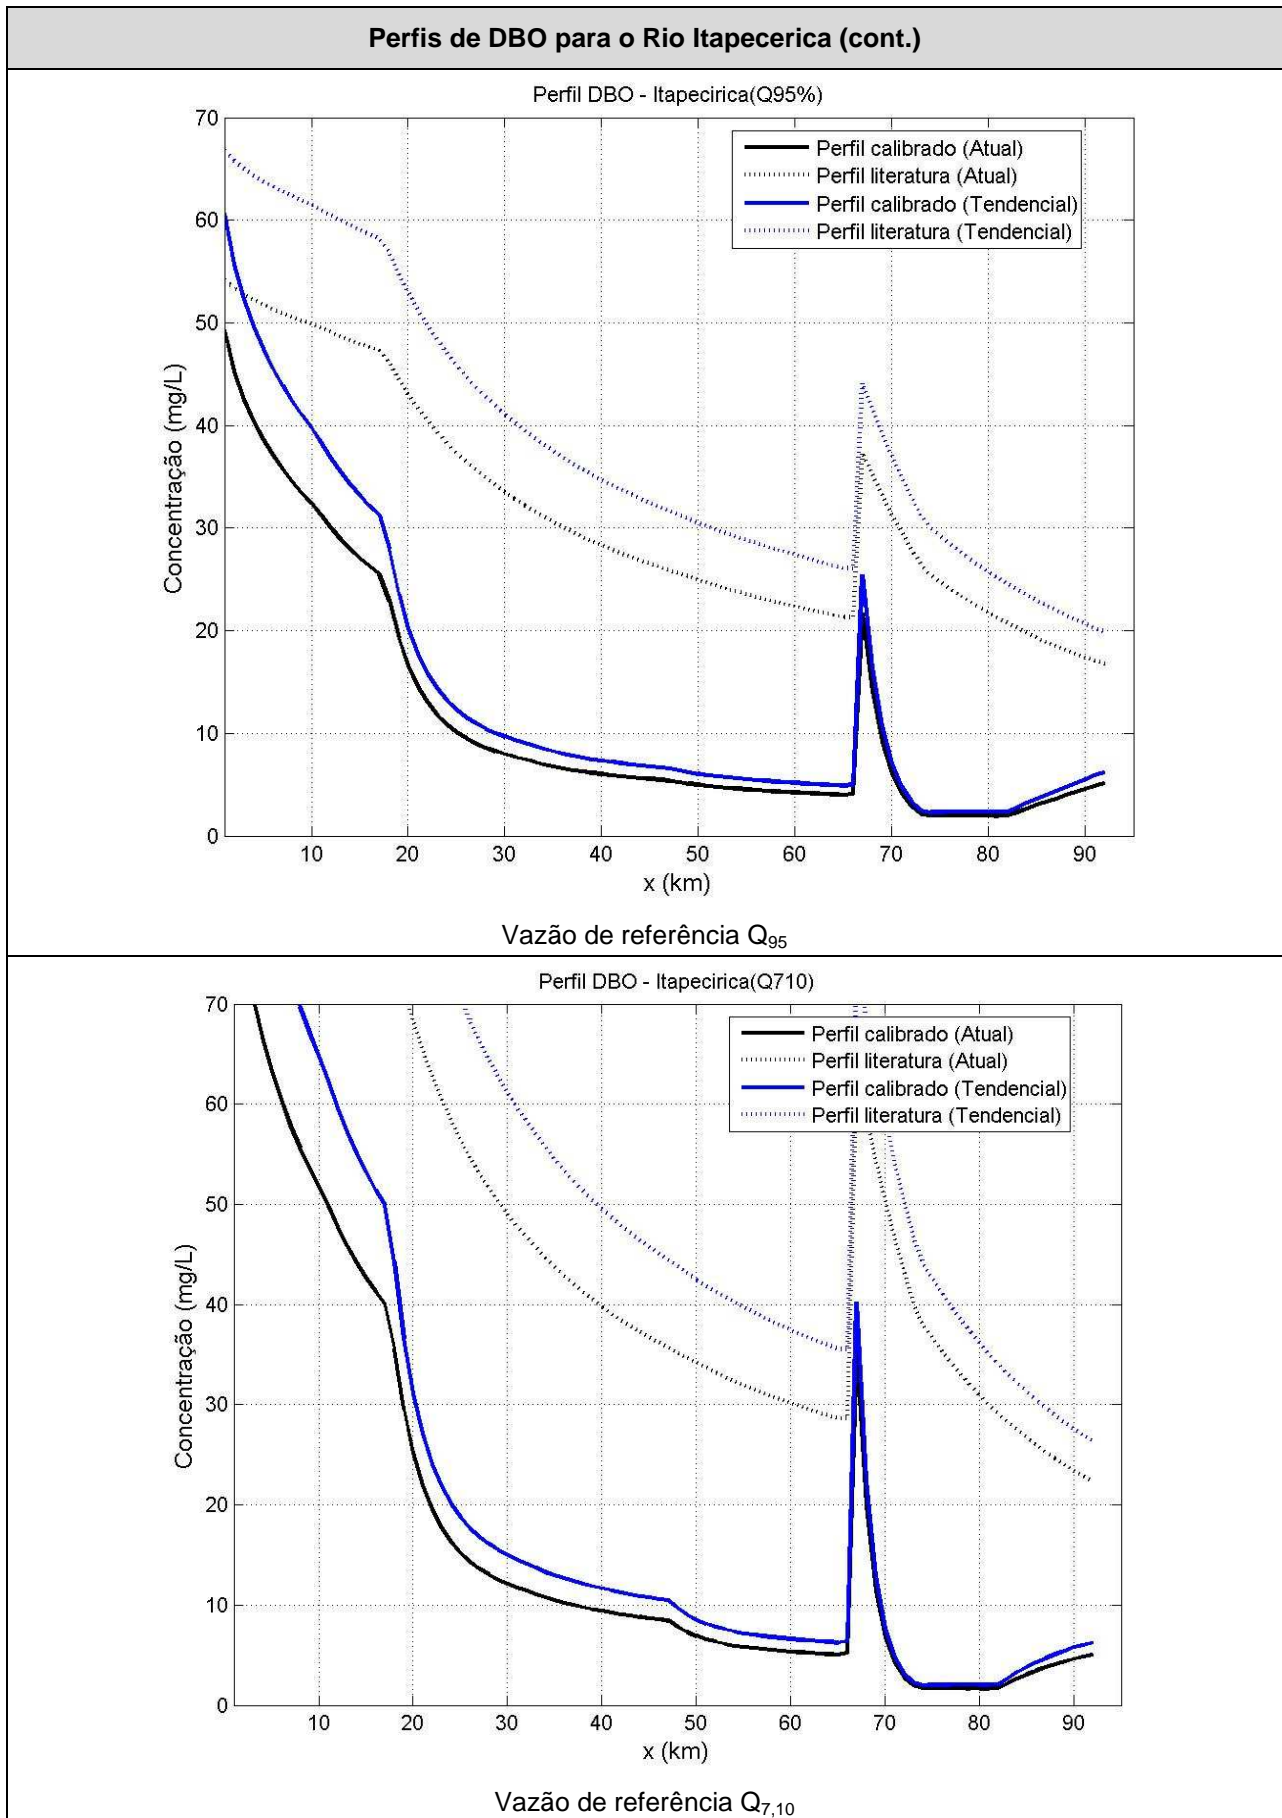 Perfis de DBO para o Rio Itapecerica (cont.)
Perfil DBO - Itapecirica(Q95%)
Perfil calibrado (Atual)
Perfil literatura (Atual)
Perfil calibrado (Tendencial)
Perfil literatura (Tendencial)
Concentração (mg/L)
70
60
50
40
30
20
10
0
10 20 30 40 50 60 70 80 90
x (km)
Vazão de referência Q95
Perfil DBO - Itapecirica(Q710)
Perfil calibrado (Atual)
Perfil literatura (Atual)
Perfil calibrado (Tendencial)
Perfil literatura (Tendencial)
Concentração (mg/L)
70
60
50
40
30
20
10
0
10 20 30 40 50 60 70 80 90
x (km)
Vazão de referência Q7,10